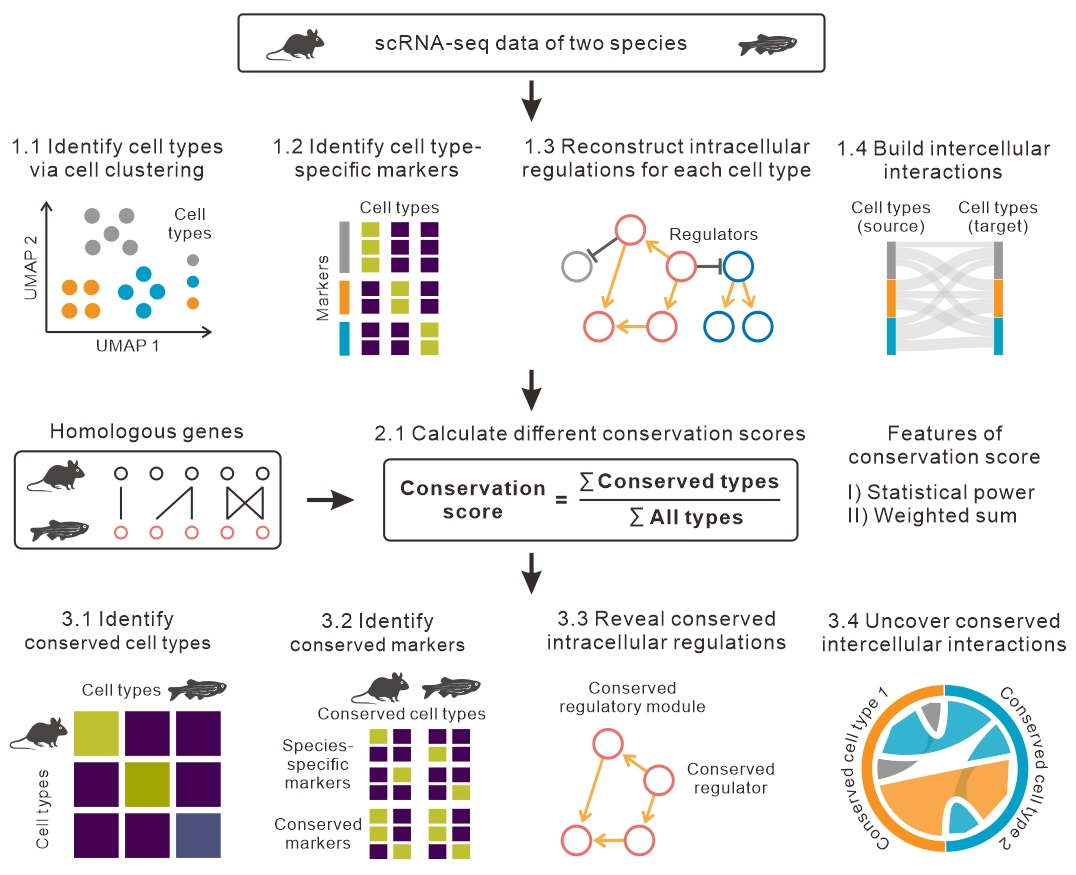 scRNA-seq data of two species
1.1 Identify cell types
via cell clustering
UMAP 2
UMAP 1
Cell
types
1.2 Identify cell type-
specific markers
Cell types
Markers
1.3 Reconstruct intracellular
regulations for each cell type
Regulators
1.4 Build intercellular
interactions
Cell types
(source)
Cell types
(target)
Homologous genes
2.1 Calculate different conservation scores
Conservation
score
=
∑ Conserved types
∑ All types
Features of
conservation score
I) Statistical power
II) Weighted sum
3.1 Identify
conserved cell types
Cell types
Cell types
3.2 Identify
conserved markers
Conserved cell types
Species-
specific
markers
Conserved
markers
3.3 Reveal conserved
intracellular regulations
Conserved
regulatory module
Conserved
regulator
3.4 Uncover conserved
intercellular interactions
Conserved cell type 1
Conserved cell type 2